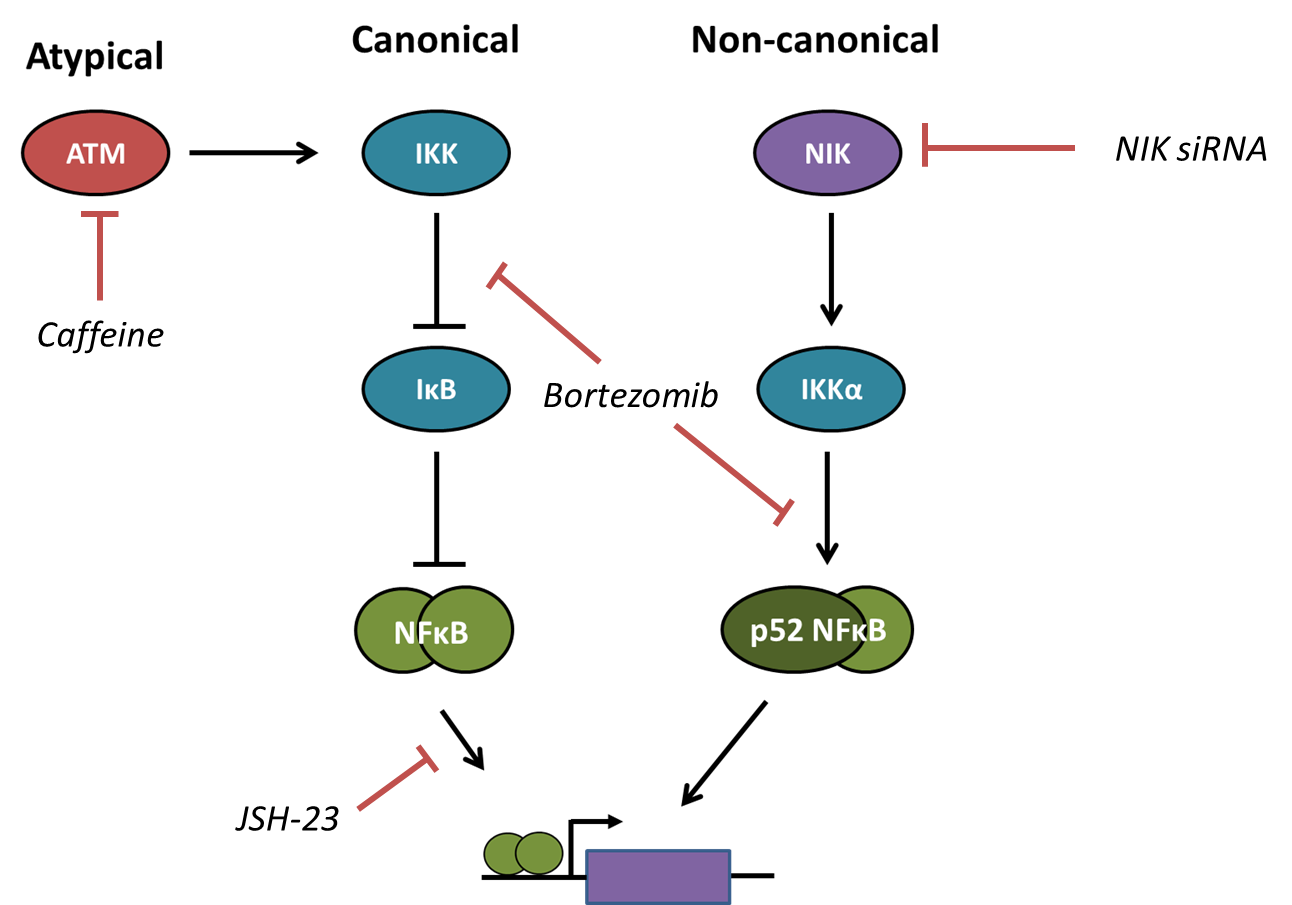 Atypical
Canonical
Non-canonical
ATM
IKK
NIK
NIK siRNA
Caffeine
IκB
Bortezomib
IKKα
NFκB
p52 NFκB
JSH-23